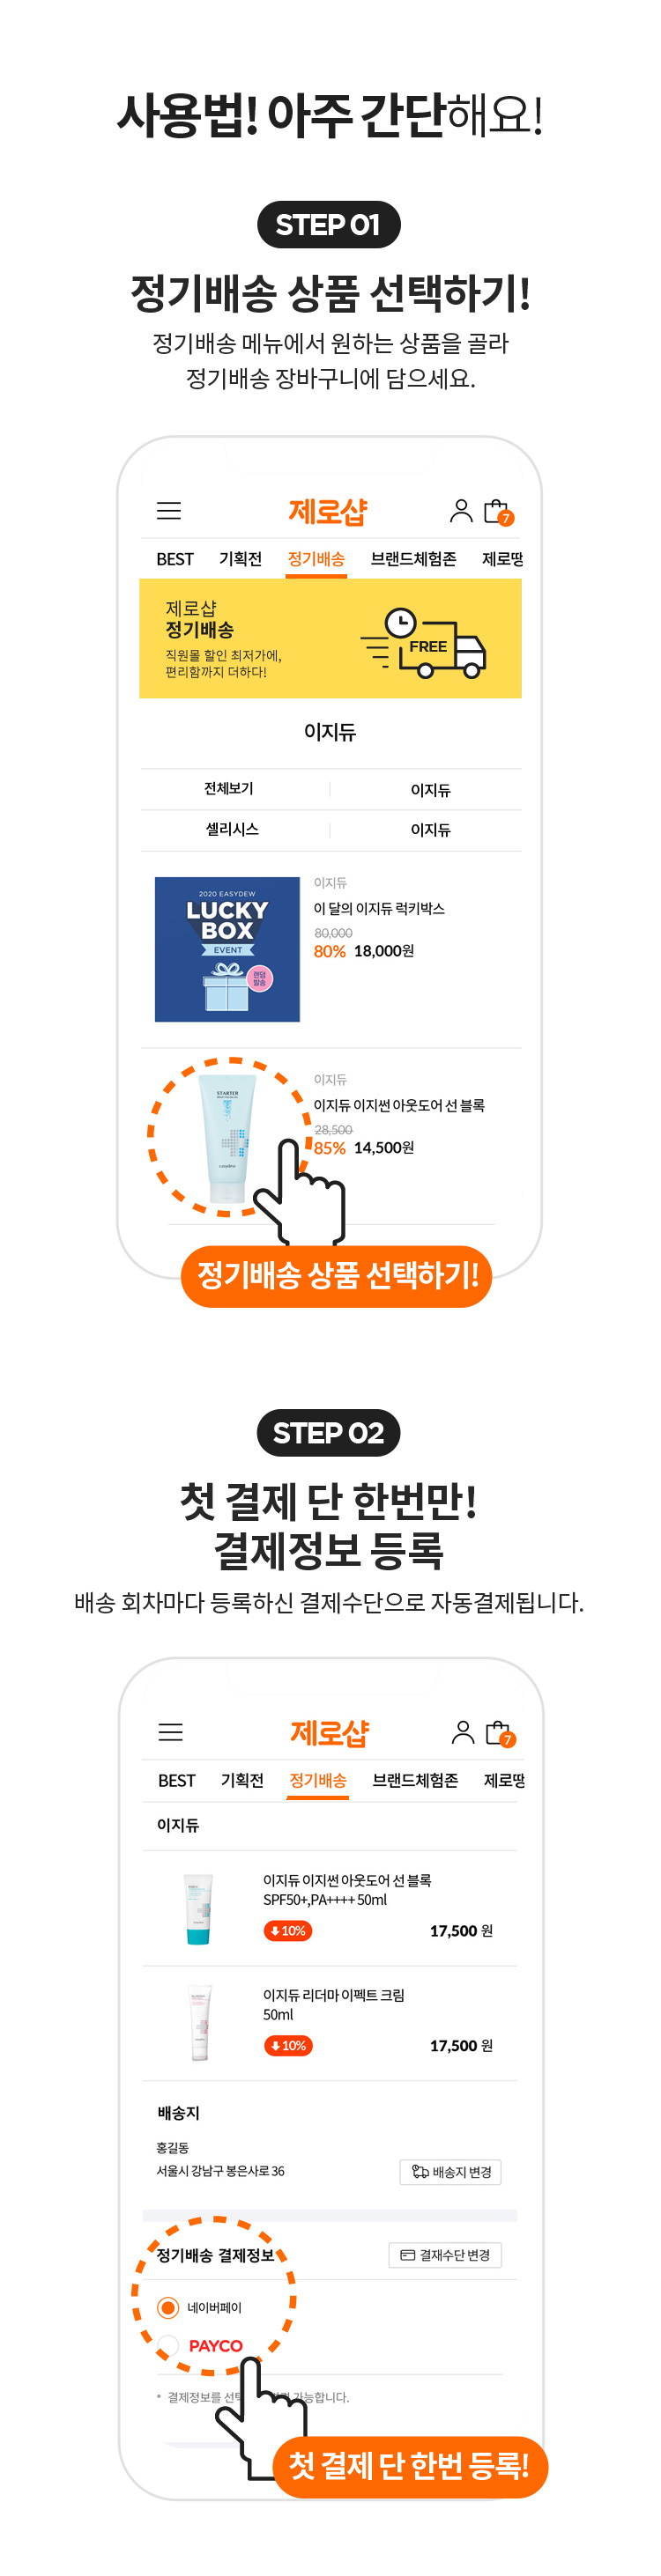 사용법! 아주 간단해요!
STEP 01
정기배송 상품 선택하기!
정기배송 메뉴에서 원하는 상품을 골라
정기배송 장바구니에 담으세요.
제로샵
7
BEST 기획전 정기배송 브랜드체험존 제로띵
제로샵
정기배송
직원몰 할인 최저가에,
편리함까지 더하다!
FREE
이지듀
전체보기 이지듀
셀리시스 이지듀
2020 EASYDEW
LUCKY
BOX
EVENT
랜덤
발송
이지듀
이 달의 이지듀 럭키박스
80,000
80% 18,000원
STARTER
easydew
이지듀
이지듀 이지썬 아웃도어 선 블록
28,500
85% 14,500원
정기배송 상품 선택하기!
STEP 02
첫 결제 단 한번만!
결제정보 등록
배송 회차마다 등록하신 결제수단으로 자동결제됩니다.
제로샵
7
BEST 기획전 정기배송 브랜드체험존 제로띵
이지듀
이지듀 이지썬 아웃도어 선 블록
SPF50+,PA++++ 50ml
10% 17,500 원
이지듀 리더마 이펙트 크림
50ml
10% 17,500 원
배송지
홍길동
서울시 강남구 봉은사로 36
배송지 변경
정기배송 결제정보
결재수단 변경
네이버페이
PAYCO
* 결제정보를 가능합니다.
첫 결제 단 한번 등록!